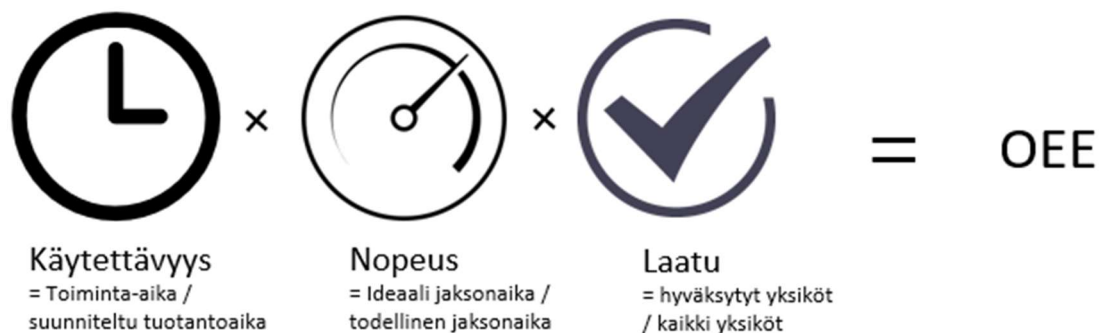 × × = OEE
Käytettävyys
= Toiminta-aika /
suunniteltu tuotantoaika
Nopeus
= Ideaali jaksonaika /
todellinen jaksonaika
Laatu
= hyväksytyt yksiköt
/ kaikki yksiköt